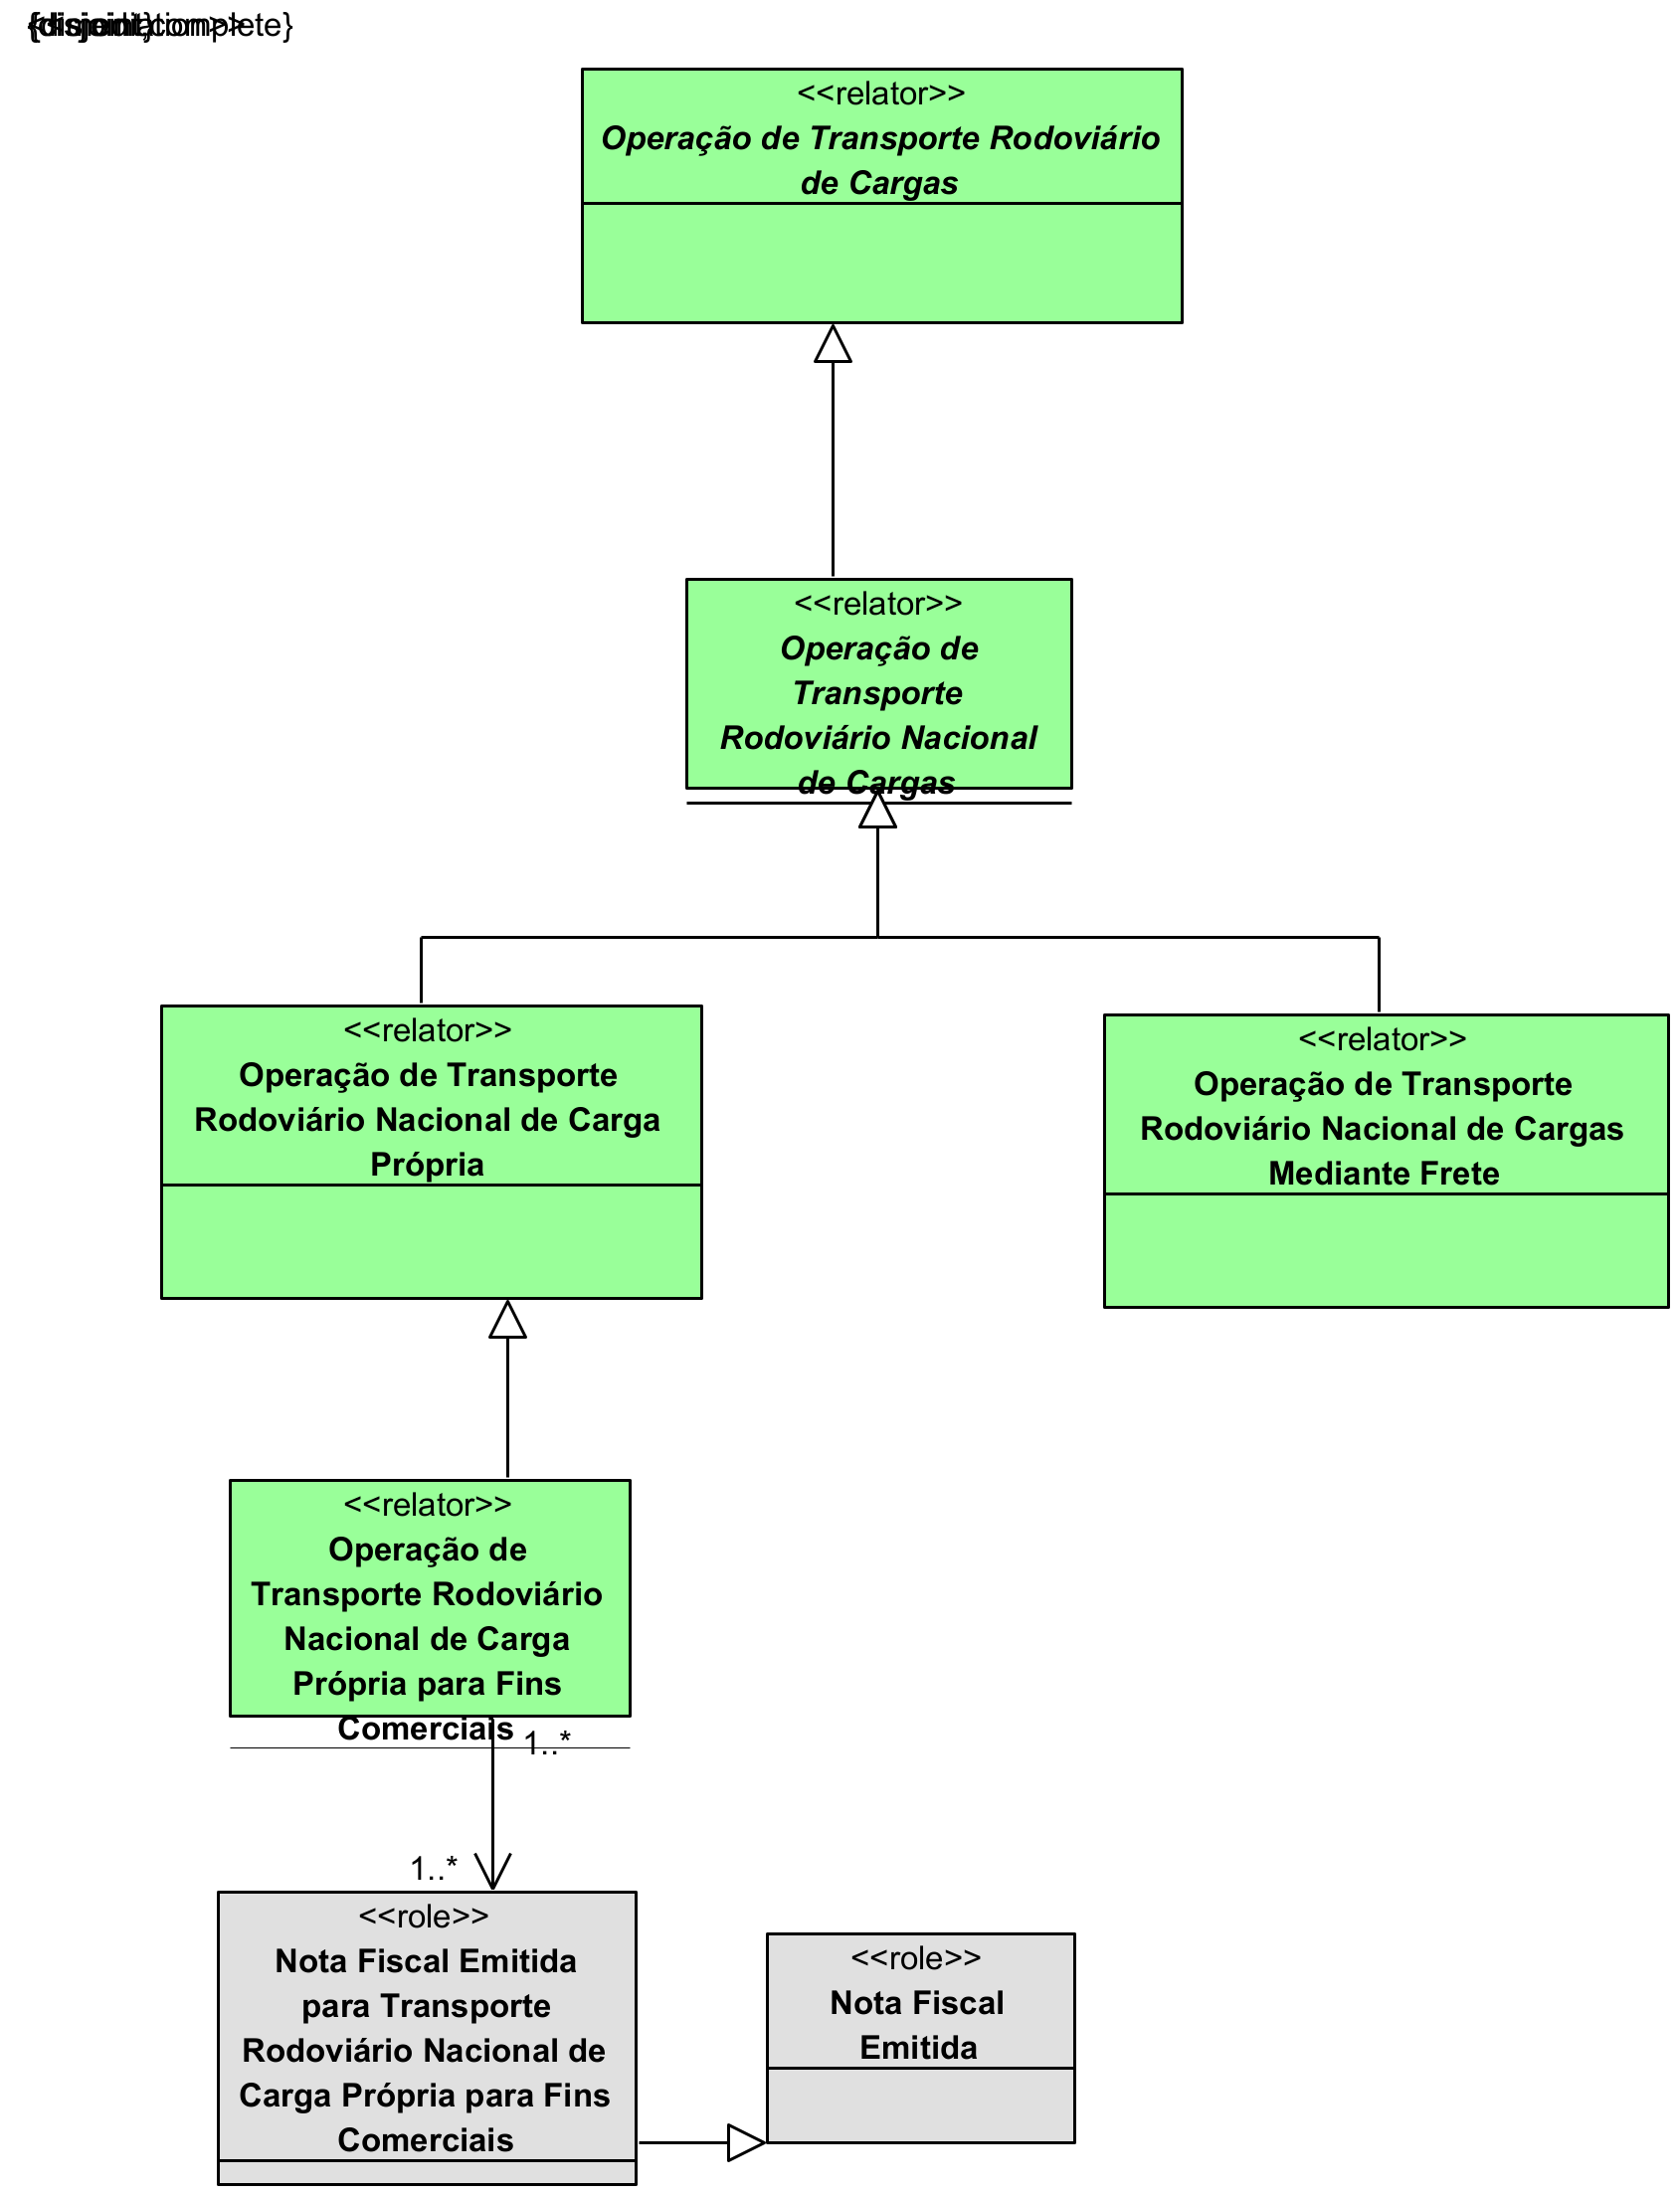 <<relator>>
Operação de Transporte Rodoviário
de Cargas
<<relator>>
Operação de
Transporte
Rodoviário Nacional
de Cargas
<<relator>>
Operação de Transporte
Rodoviário Nacional de Carga
Própria
<<relator>>
Operação de Transporte
Rodoviário Nacional de Cargas
Mediante Frete
<<relator>>
Operação de
Transporte Rodoviário
Nacional de Carga
Própria para Fins
Comerciais
1..*
1..*
<<role>>
Nota Fiscal Emitida
para Transporte
Rodoviário Nacional de
Carga Própria para Fins
Comerciais
<<role>>
Nota Fiscal
Emitida